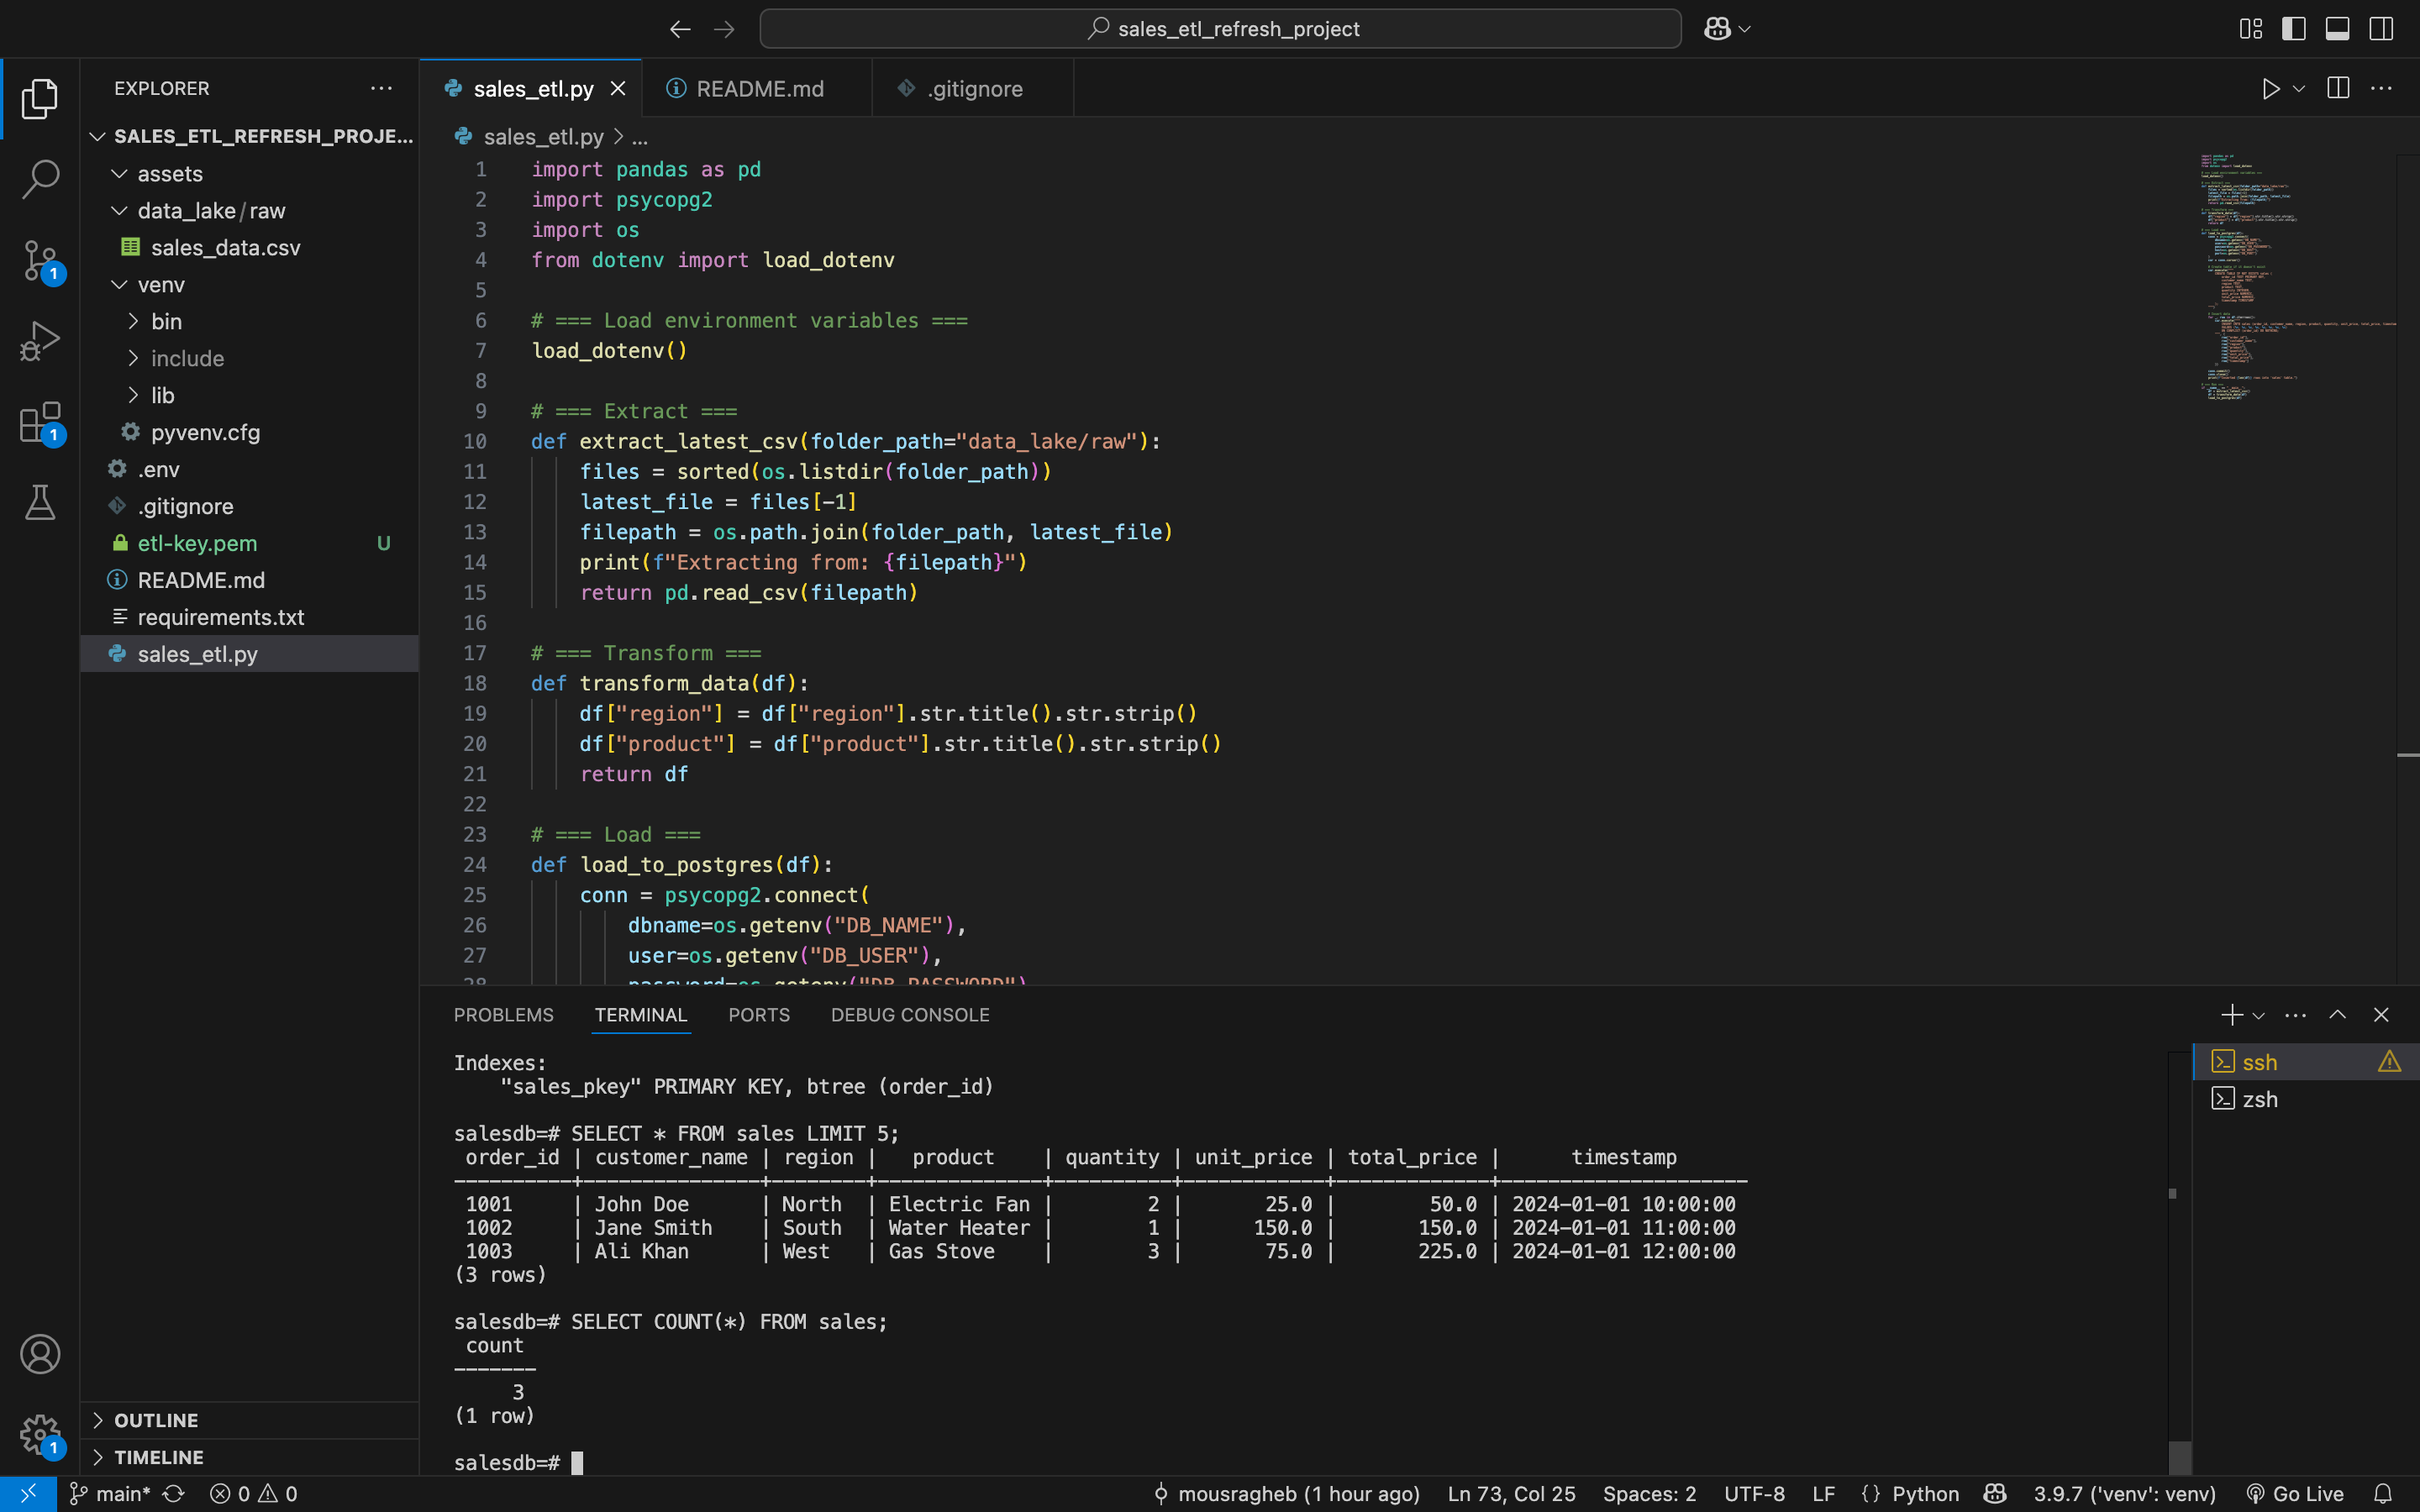 sales_etl_refresh_project
EXPLORER
SALES_ETL_REFRESH_PROJE...
assets
data_lake/raw
sales_data.csv
venv
bin
include
lib
pyvenv.cfg
.env
.gitignore
etl-key.pem U
README.md
requirements.txt
sales_etl.py
OUTLINE
TIMELINE
1
1
1
sales_etl.py README.md .gitignore
sales_etl.py > ...
1 import pandas as pd
2 import psycopg2
3 import os
4 from dotenv import load_dotenv
5
6 # === Load environment variables ===
7 load_dotenv()
8
9 # === Extract ===
10 def extract_latest_csv(folder_path="data_lake/raw"):
11 files = sorted(os.listdir(folder_path))
12 latest_file = files[-1]
13 filepath = os.path.join(folder_path, latest_file)
14 print(f"Extracting from: {filepath}")
15 return pd.read_csv(filepath)
16
17 # === Transform ===
18 def transform_data(df):
19 df["region"] = df["region"].str.title().str.strip()
20 df["product"] = df["product"].str.title().str.strip()
21 return df
22
23 # === Load ===
24 def load_to_postgres(df):
25 conn = psycopg2.connect(
26 dbname=os.getenv("DB_NAME"),
27 user=os.getenv("DB_USER"),
28 password=os.getenv("DB_PASSWORD")
PROBLEMS TERMINAL PORTS DEBUG CONSOLE
Indexes:
"sales_pkey" PRIMARY KEY, btree (order_id)
salesdb=# SELECT * FROM sales LIMIT 5;
order_id | customer_name | region | product | quantity | unit_price | total_price | timestamp
----------+---------------+--------+--------------+----------+------------+-------------+---------------------
1001 | John Doe | North | Electric Fan | 2 | 25.0 | 50.0 | 2024-01-01 10:00:00
1002 | Jane Smith | South | Water Heater | 1 | 150.0 | 150.0 | 2024-01-01 11:00:00
1003 | Ali Khan | West | Gas Stove | 3 | 75.0 | 225.0 | 2024-01-01 12:00:00
(3 rows)
salesdb=# SELECT COUNT(*) FROM sales;
count
-------
3
(1 row)
salesdb=#
ssh
zsh
main* 0 0 mousragheb (1 hour ago) Ln 73, Col 25 Spaces: 2 UTF-8 LF {} Python 3.9.7 ('venv': venv) Go Live